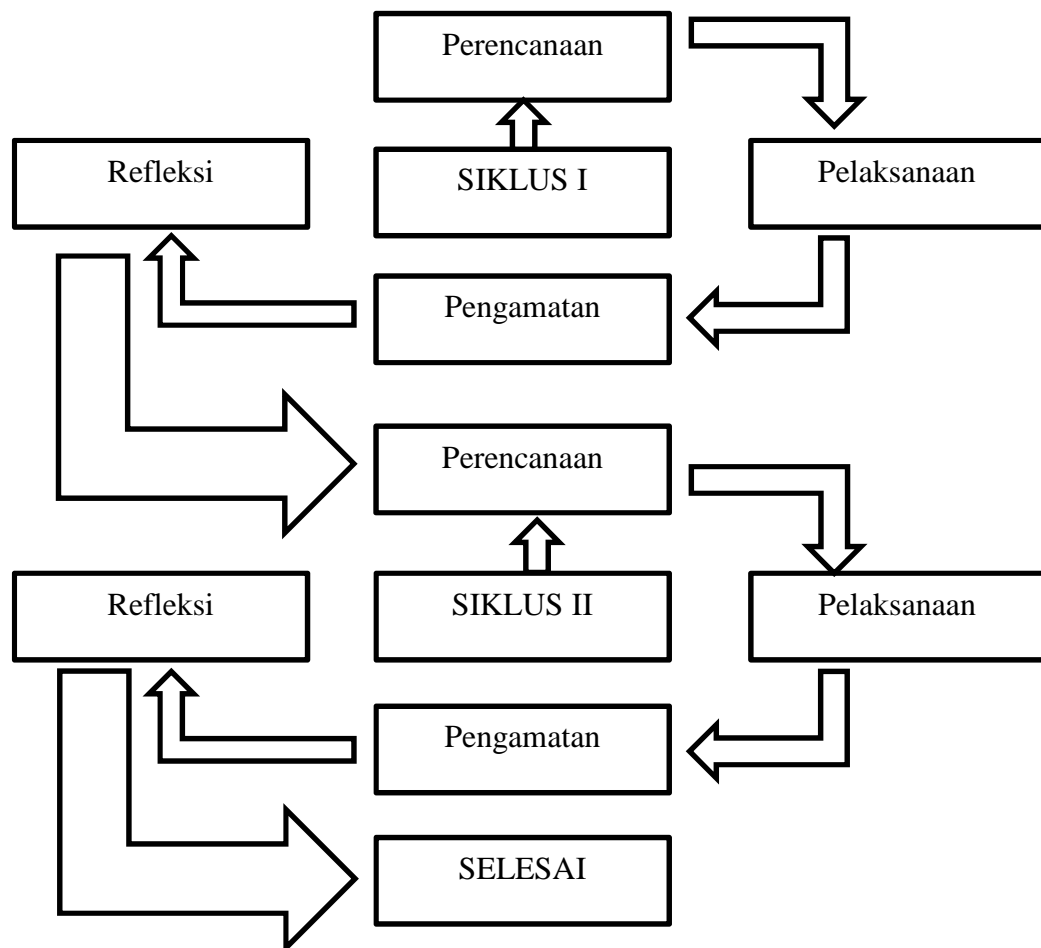 Perencanaan
Refleksi
SIKLUS I
Pelaksanaan
Pengamatan
Perencanaan
Refleksi
SIKLUS II
Pelaksanaan
Pengamatan
SELESAI